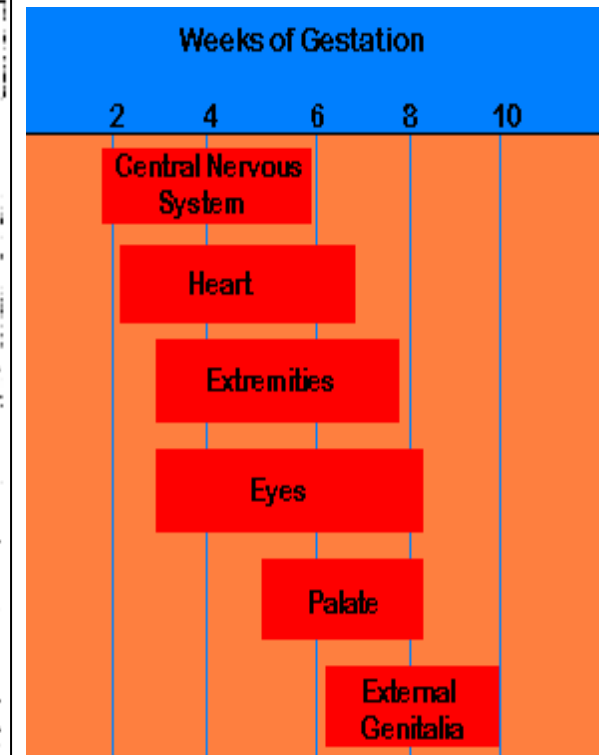 Weeks of Gestation
2 4 6 8 10
Central Nervous
System
Heart
Extremities
Eyes
Palate
External
Genitalia